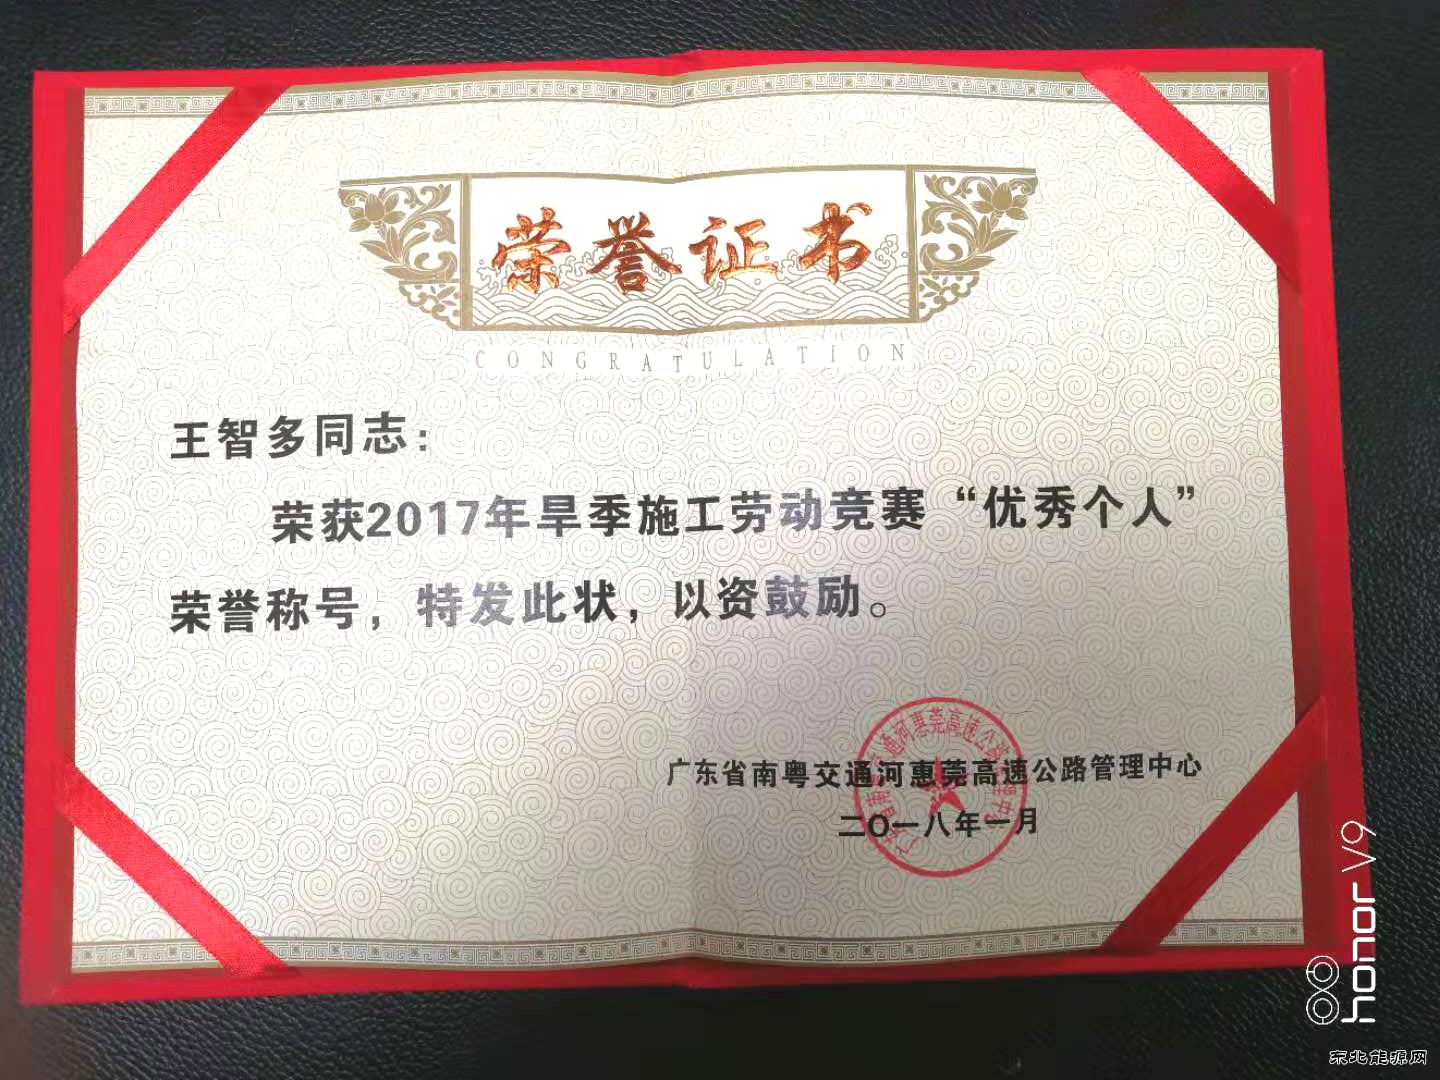 荣誉证书
CONGRATULATION
王智多同志：
荣获2017年旱季施工劳动竞赛“优秀个人”
荣誉称号，特发此状，以资鼓励。
广东省南粤交通河惠莞高速公路管理中心
二〇一八年一月
honor V9
东北能源网